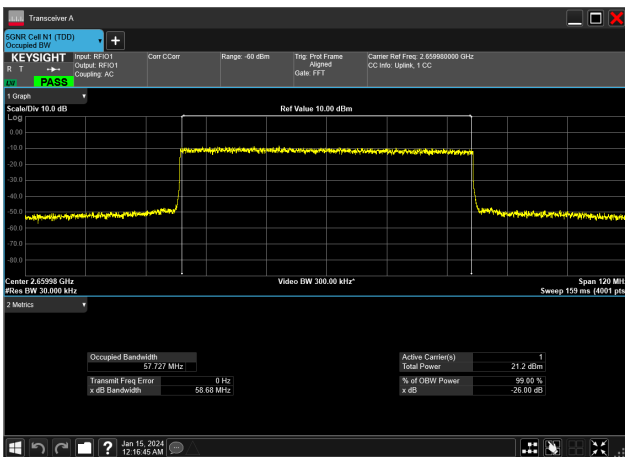 Transceiver A
5GNR Cell N1 (TDD)
Occupied BW
KEYSIGHT
R T
LV PASS
Input: RFIO1
Output: RFIO1
Coupling: AC
Corr CCorr
Range: -60 dBm
Trig: Prot Frame
Aligned
Gate: FFT
Carrier Ref Freq: 2.659980000 GHz
CC Info: Uplink, 1 CC
1 Graph
Scale/Div 10.0 dB
Ref Value 10.00 dBm
Log
0.00
-10.0
-20.0
-30.0
-40.0
-50.0
-60.0
-70.0
-80.0
Center 2.65998 GHz
Video BW 300.00 kHz*
Span 120 MHz
#Res BW 30.000 kHz
Sweep 159 ms (4001 pts
2 Metrics
Occupied Bandwidth
57.727 MHz
Transmit Freq Error 0 Hz
x dB Bandwidth 58.68 MHz
Active Carrier(s) 1
Total Power 21.2 dBm
% of OBW Power 99.00 %
x dB -26.00 dB
? Jan 15, 2024
12:16:45 AM